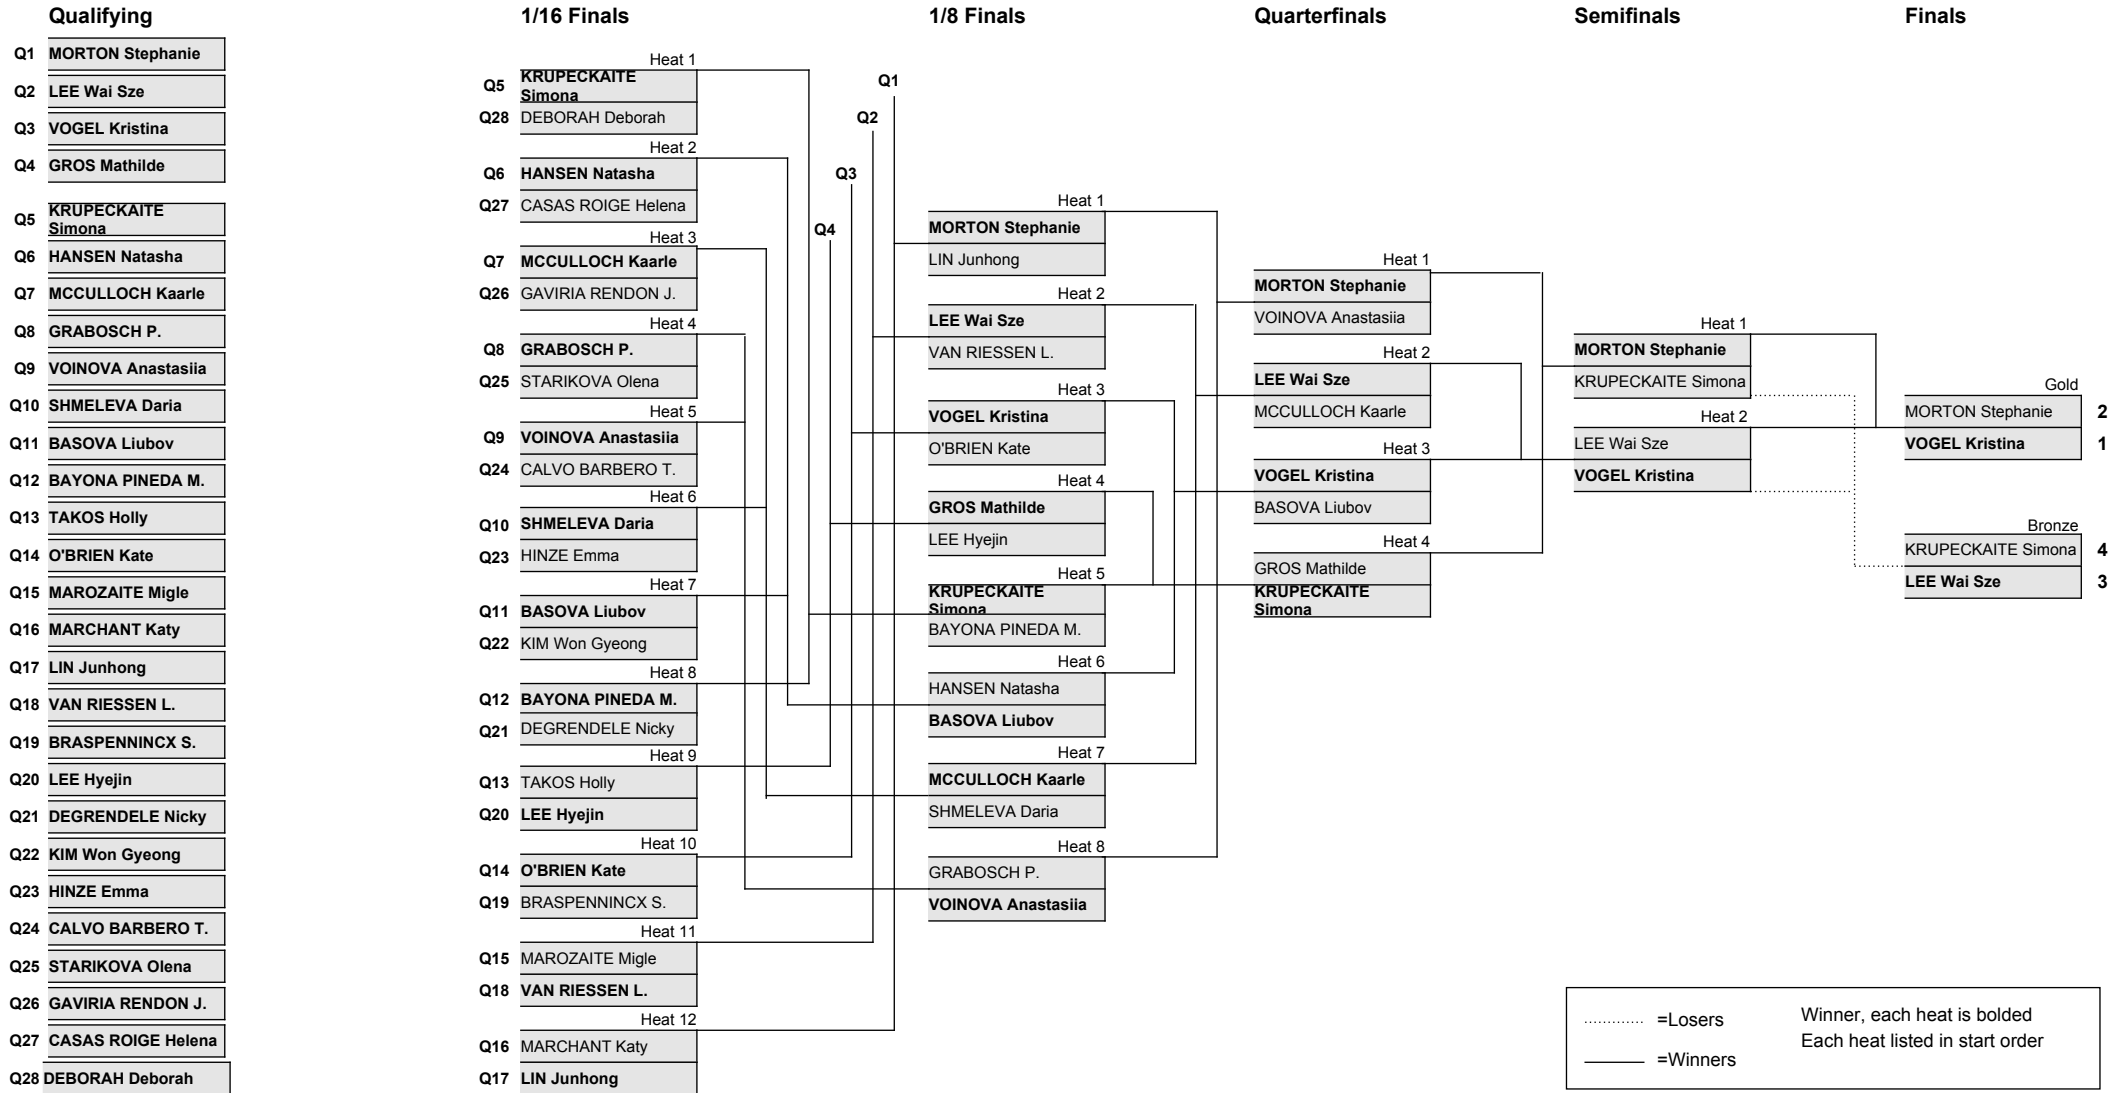 Qualifying
1/16 Finals
1/8 Finals
Quarterfinals
Semifinals
Finals
Q1 MORTON Stephanie
Q2 LEE Wai Sze
Q3 VOGEL Kristina
Q4 GROS Mathilde
Q5 KRUPECKAITE
Simona
Q6 HANSEN Natasha
Q7 MCCULLOCH Kaarle
Q8 GRABOSCH P.
Q9 VOINOVA Anastasiia
Q10 SHMELEVA Daria
Q11 BASOVA Liubov
Q12 BAYONA PINEDA M.
Q13 TAKOS Holly
Q14 O'BRIEN Kate
Q15 MAROZAITE Migle
Q16 MARCHANT Katy
Q17 LIN Junhong
Q18 VAN RIESSEN L.
Q19 BRASPENNINCX S.
Q20 LEE Hyejin
Q21 DEGRENDELE Nicky
Q22 KIM Won Gyeong
Q23 HINZE Emma
Q24 CALVO BARBERO T.
Q25 STARIKOVA Olena
Q26 GAVIRIA RENDON J.
Q27 CASAS ROIGE Helena
Q28 DEBORAH Deborah
Heat 1
Q5 KRUPECKAITE
Simona
Q28 DEBORAH Deborah
Heat 2
Q6 HANSEN Natasha
Q27 CASAS ROIGE Helena
Heat 3
Q7 MCCULLOCH Kaarle
Q26 GAVIRIA RENDON J.
Heat 4
Q8 GRABOSCH P.
Q25 STARIKOVA Olena
Heat 5
Q9 VOINOVA Anastasiia
Q24 CALVO BARBERO T.
Heat 6
Q10 SHMELEVA Daria
Q23 HINZE Emma
Heat 7
Q11 BASOVA Liubov
Q22 KIM Won Gyeong
Heat 8
Q12 BAYONA PINEDA M.
Q21 DEGRENDELE Nicky
Heat 9
Q13 TAKOS Holly
Q20 LEE Hyejin
Heat 10
Q14 O'BRIEN Kate
Q19 BRASPENNINCX S.
Heat 11
Q15 MAROZAITE Migle
Q18 VAN RIESSEN L.
Heat 12
Q16 MARCHANT Katy
Q17 LIN Junhong
Q1
Q2
Q3
Q4
Heat 1
MORTON Stephanie
LIN Junhong
Heat 2
LEE Wai Sze
VAN RIESSEN L.
Heat 3
VOGEL Kristina
O'BRIEN Kate
Heat 4
GROS Mathilde
LEE Hyejin
Heat 5
KRUPECKAITE
Simona
BAYONA PINEDA M.
Heat 6
HANSEN Natasha
BASOVA Liubov
Heat 7
MCCULLOCH Kaarle
SHMELEVA Daria
Heat 8
GRABOSCH P.
VOINOVA Anastasiia
Heat 1
MORTON Stephanie
VOINOVA Anastasiia
Heat 2
LEE Wai Sze
MCCULLOCH Kaarle
Heat 3
VOGEL Kristina
BASOVA Liubov
Heat 4
GROS Mathilde
KRUPECKAITE
Simona
Heat 1
MORTON Stephanie
KRUPECKAITE Simona
Heat 2
LEE Wai Sze
VOGEL Kristina
Gold
MORTON Stephanie 2
VOGEL Kristina 1
Bronze
KRUPECKAITE Simona 4
LEE Wai Sze 3
=Losers
=Winners
Winner, each heat is bolded
Each heat listed in start order